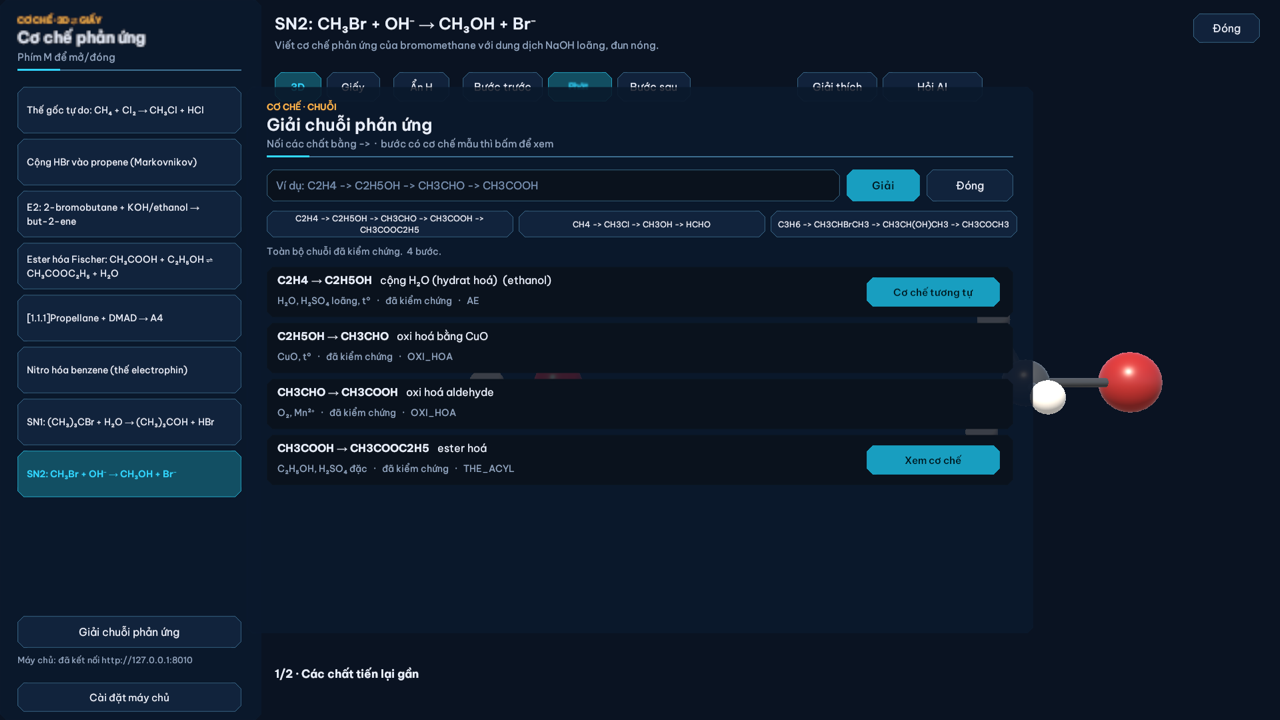 CƠ CHẾ · 3D ⇌ GIẤY
Cơ chế phản ứng
Phím M để mở/đóng
Thế gốc tự do: CH₄ + Cl₂ → CH₃Cl + HCl
Cộng HBr vào propene (Markovnikov)
E2: 2-bromobutane + KOH/ethanol →
but-2-ene
Ester hóa Fischer: CH₃COOH + C₂H₅OH ⇌
CH₃COOC₂H₅ + H₂O
[1.1.1]Propellane + DMAD → A4
Nitro hóa benzene (thế electrophin)
SN1: (CH₃)₃CBr + H₂O → (CH₃)₃COH + HBr
SN2: CH₃Br + OH⁻ → CH₃OH + Br⁻
Giải chuỗi phản ứng
Máy chủ: đã kết nối http://127.0.0.1:8010
Cài đặt máy chủ
SN2: CH₃Br + OH⁻ → CH₃OH + Br⁻
Viết cơ chế phản ứng của bromomethane với dung dịch NaOH loãng, đun nóng.
Đóng
3D
Giấy
Ẩn H
Bước trước
Bước sau
Giải thích
Hỏi AI
CƠ CHẾ · CHUỖI
Giải chuỗi phản ứng
Nối các chất bằng -> · bước có cơ chế mẫu thì bấm để xem
Ví dụ: C2H4 -> C2H5OH -> CH3CHO -> CH3COOH
Giải
Đóng
C2H4 -> C2H5OH -> CH3CHO -> CH3COOH ->
CH3COOC2H5
CH4 -> CH3Cl -> CH3OH -> HCHO
C3H6 -> CH3CHBrCH3 -> CH3CH(OH)CH3 -> CH3COCH3
Toàn bộ chuỗi đã kiểm chứng. 4 bước.
C2H4 → C2H5OH cộng H₂O (hydrat hoá) (ethanol)
H₂O, H₂SO₄ loãng, t° · đã kiểm chứng · AE
Cơ chế tương tự
C2H5OH → CH3CHO oxi hoá bằng CuO
CuO, t° · đã kiểm chứng · OXI_HOA
CH3CHO → CH3COOH oxi hoá aldehyde
O₂, Mn²⁺ · đã kiểm chứng · OXI_HOA
CH3COOH → CH3COOC2H5 ester hoá
C₂H₅OH, H₂SO₄ đặc · đã kiểm chứng · THE_ACYL
Xem cơ chế
1/2 · Các chất tiến lại gần